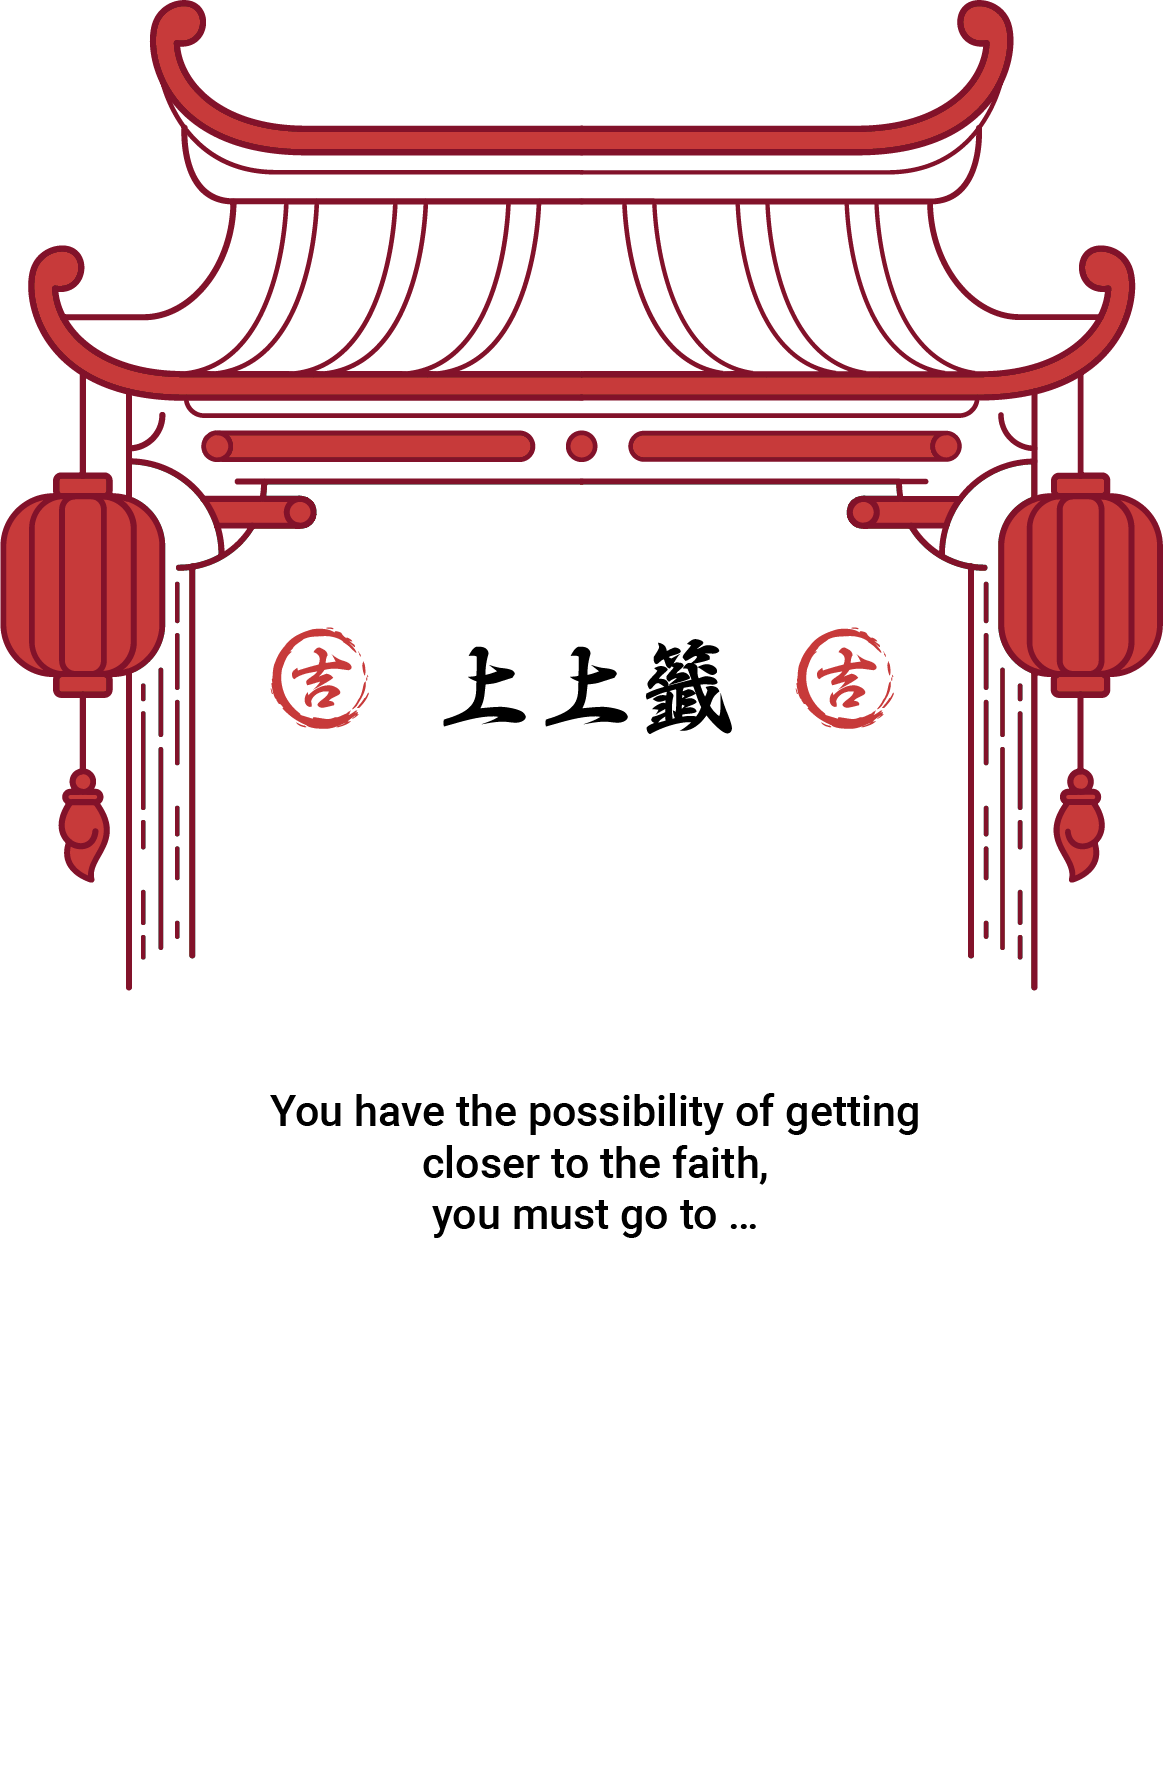 吉 上上籤 吉
You have the possibility of getting
closer to the faith,
you must go to ...